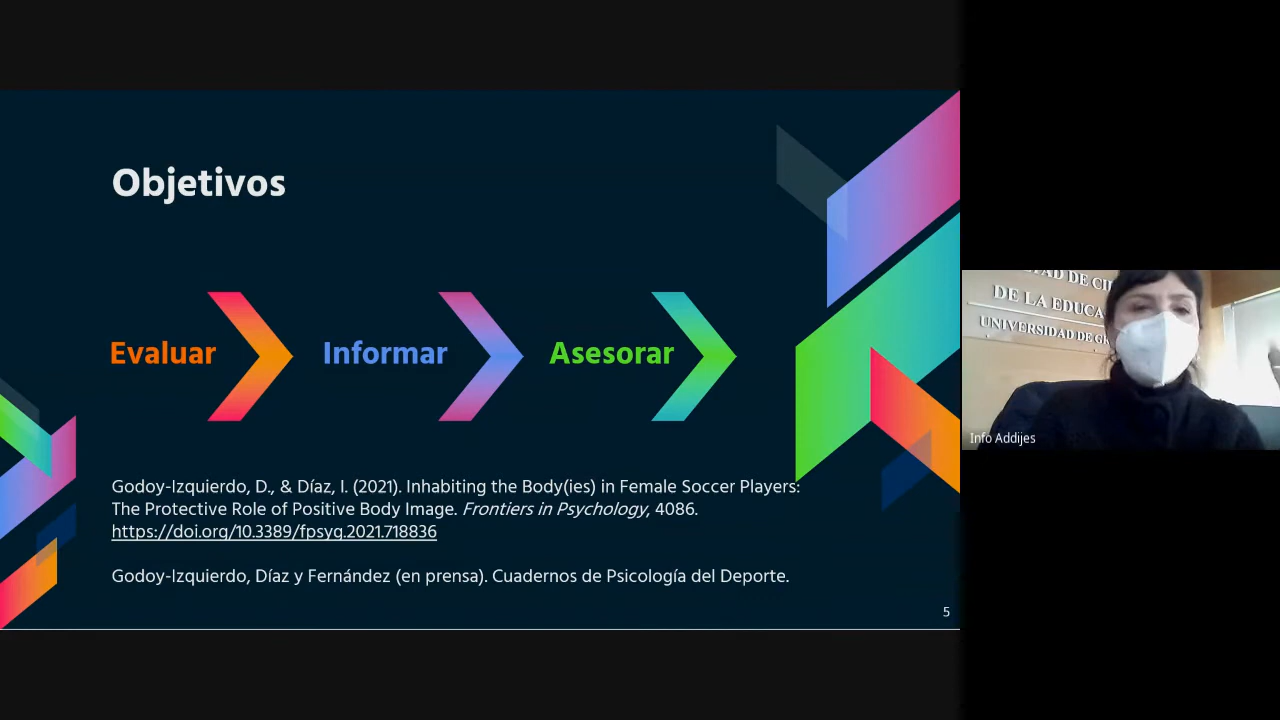 Objetivos
Evaluar
Informar
Asesorar
Godoy-Izquierdo, D., & Díaz, I. (2021). Inhabiting the Body(ies) in Female Soccer Players:
The Protective Role of Positive Body Image. Frontiers in Psychology, 4086.
https://doi.org/10.3389/fpsyg.2021.718836
Godoy-Izquierdo, Díaz y Fernández (en prensa). Cuadernos de Psicología del Deporte.
5
DE CI
DE LA EDUCA
UNIVERSIDAD DE G
Info Addijes